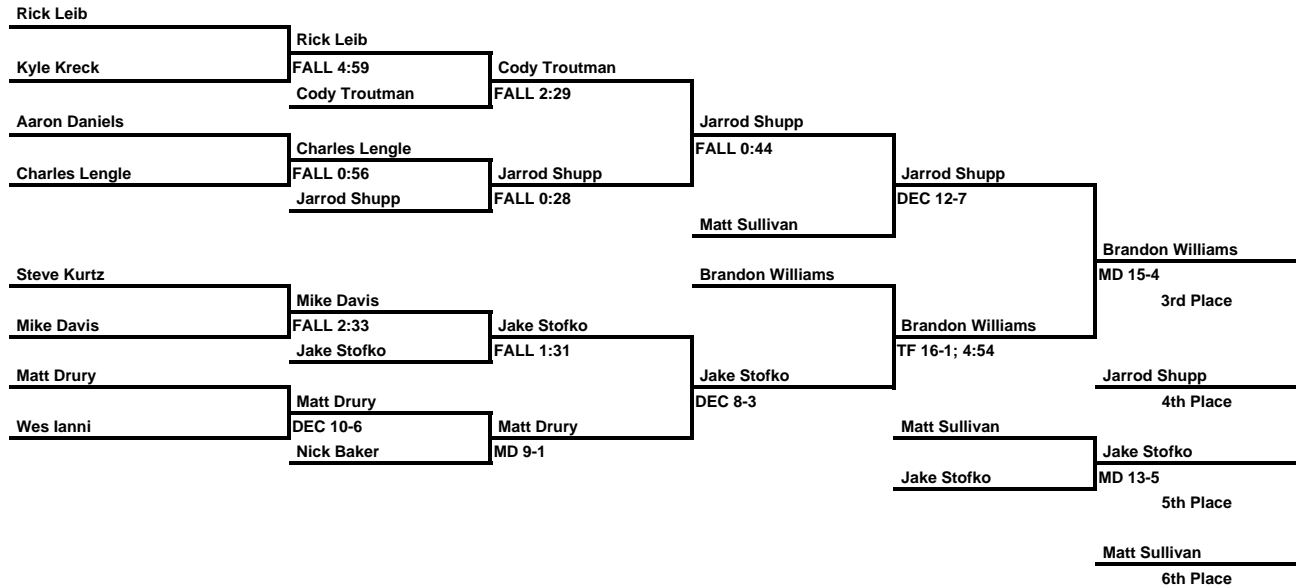 Rick Leib
Rick Leib
Kyle Kreck
FALL 4:59
Cody Troutman
Cody Troutman
FALL 2:29
Aaron Daniels
Jarrod Shupp
Charles Lengle
FALL 0:44
Charles Lengle
FALL 0:56
Jarrod Shupp
Jarrod Shupp
Jarrod Shupp
FALL 0:28
DEC 12-7
Matt Sullivan
Brandon Williams
Steve Kurtz
Brandon Williams
MD 15-4
Mike Davis
3rd Place
Mike Davis
FALL 2:33
Jake Stofko
Brandon Williams
Jake Stofko
FALL 1:31
TF 16-1; 4:54
Matt Drury
Jake Stofko
Jarrod Shupp
Matt Drury
DEC 8-3
4th Place
Wes Ianni
DEC 10-6
Matt Drury
Matt Sullivan
Nick Baker
MD 9-1
Jake Stofko
Jake Stofko
MD 13-5
5th Place
Matt Sullivan
6th Place